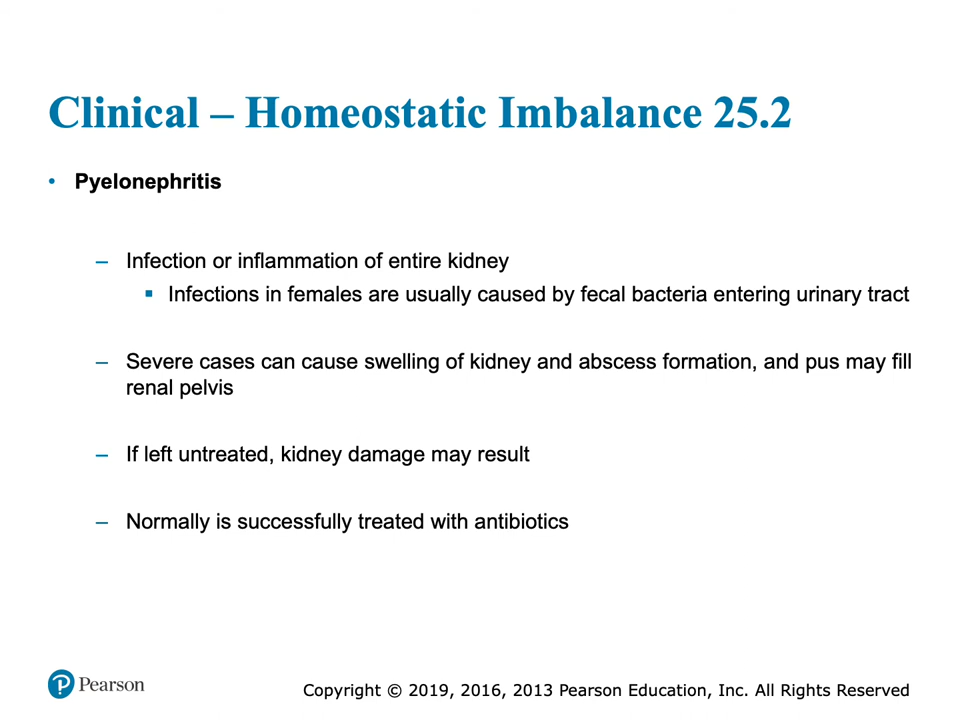 Clinical – Homeostatic Imbalance 25.2
• Pyelonephritis
– Infection or inflammation of entire kidney
▪ Infections in females are usually caused by fecal bacteria entering urinary tract
– Severe cases can cause swelling of kidney and abscess formation, and pus may fill
renal pelvis
– If left untreated, kidney damage may result
– Normally is successfully treated with antibiotics
Pearson
Copyright © 2019, 2016, 2013 Pearson Education, Inc. All Rights Reserved